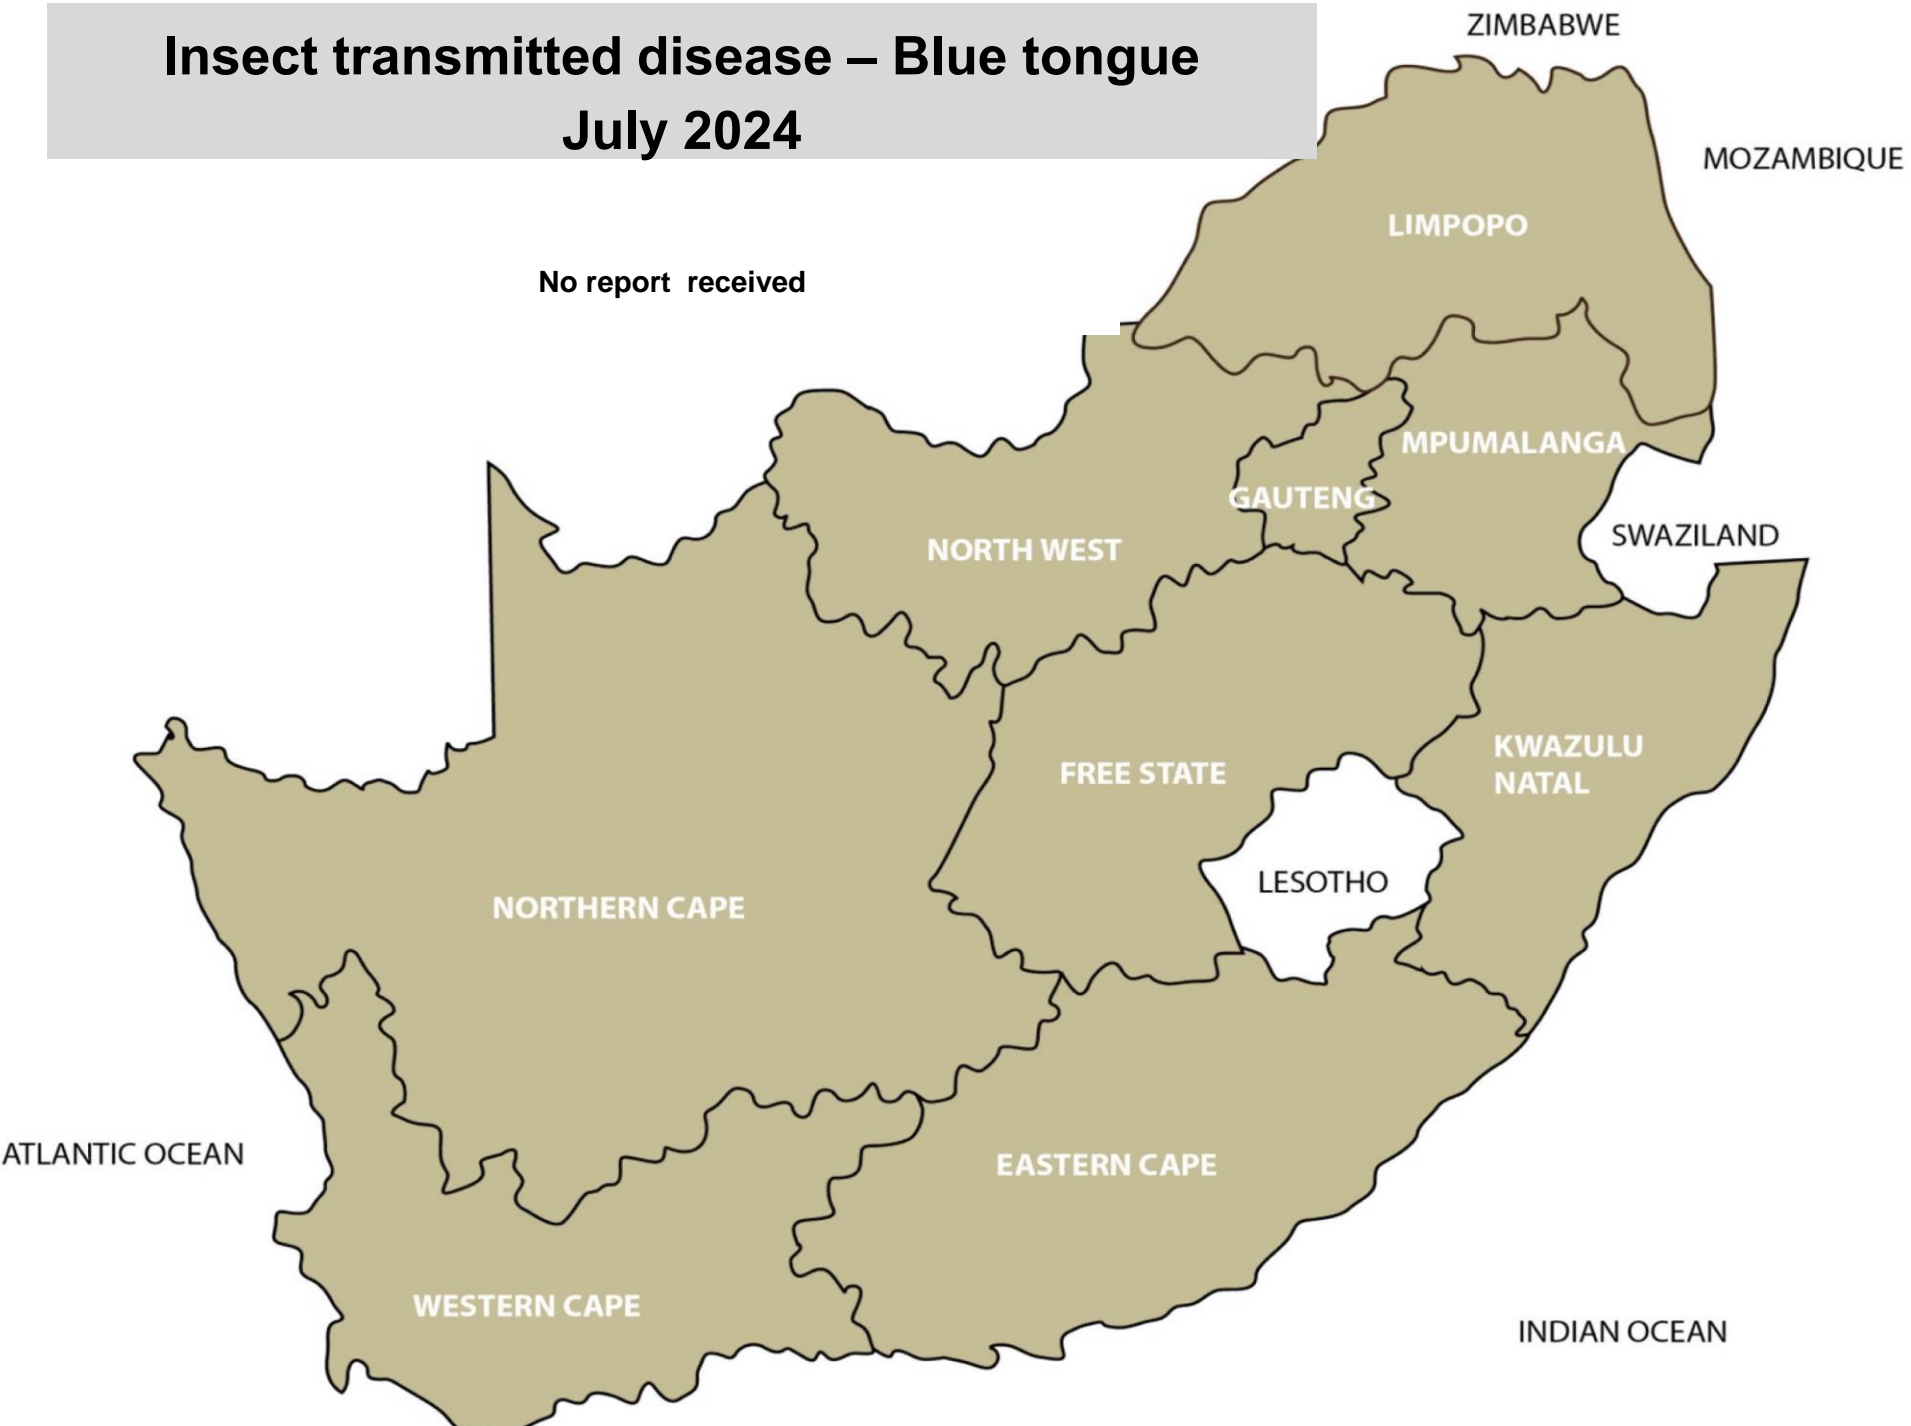 Insect transmitted disease – Blue tongue
July 2024
ZIMBABWE
MOZAMBIQUE
LIMPOPO
No report  received
MPUMALANGA
GAUTENG
SWAZILAND
NORTH WEST
KWAZULU
NATAL
FREE STATE
LESOTHO
NORTHERN CAPE
ATLANTIC OCEAN
EASTERN CAPE
WESTERN CAPE
INDIAN OCEAN